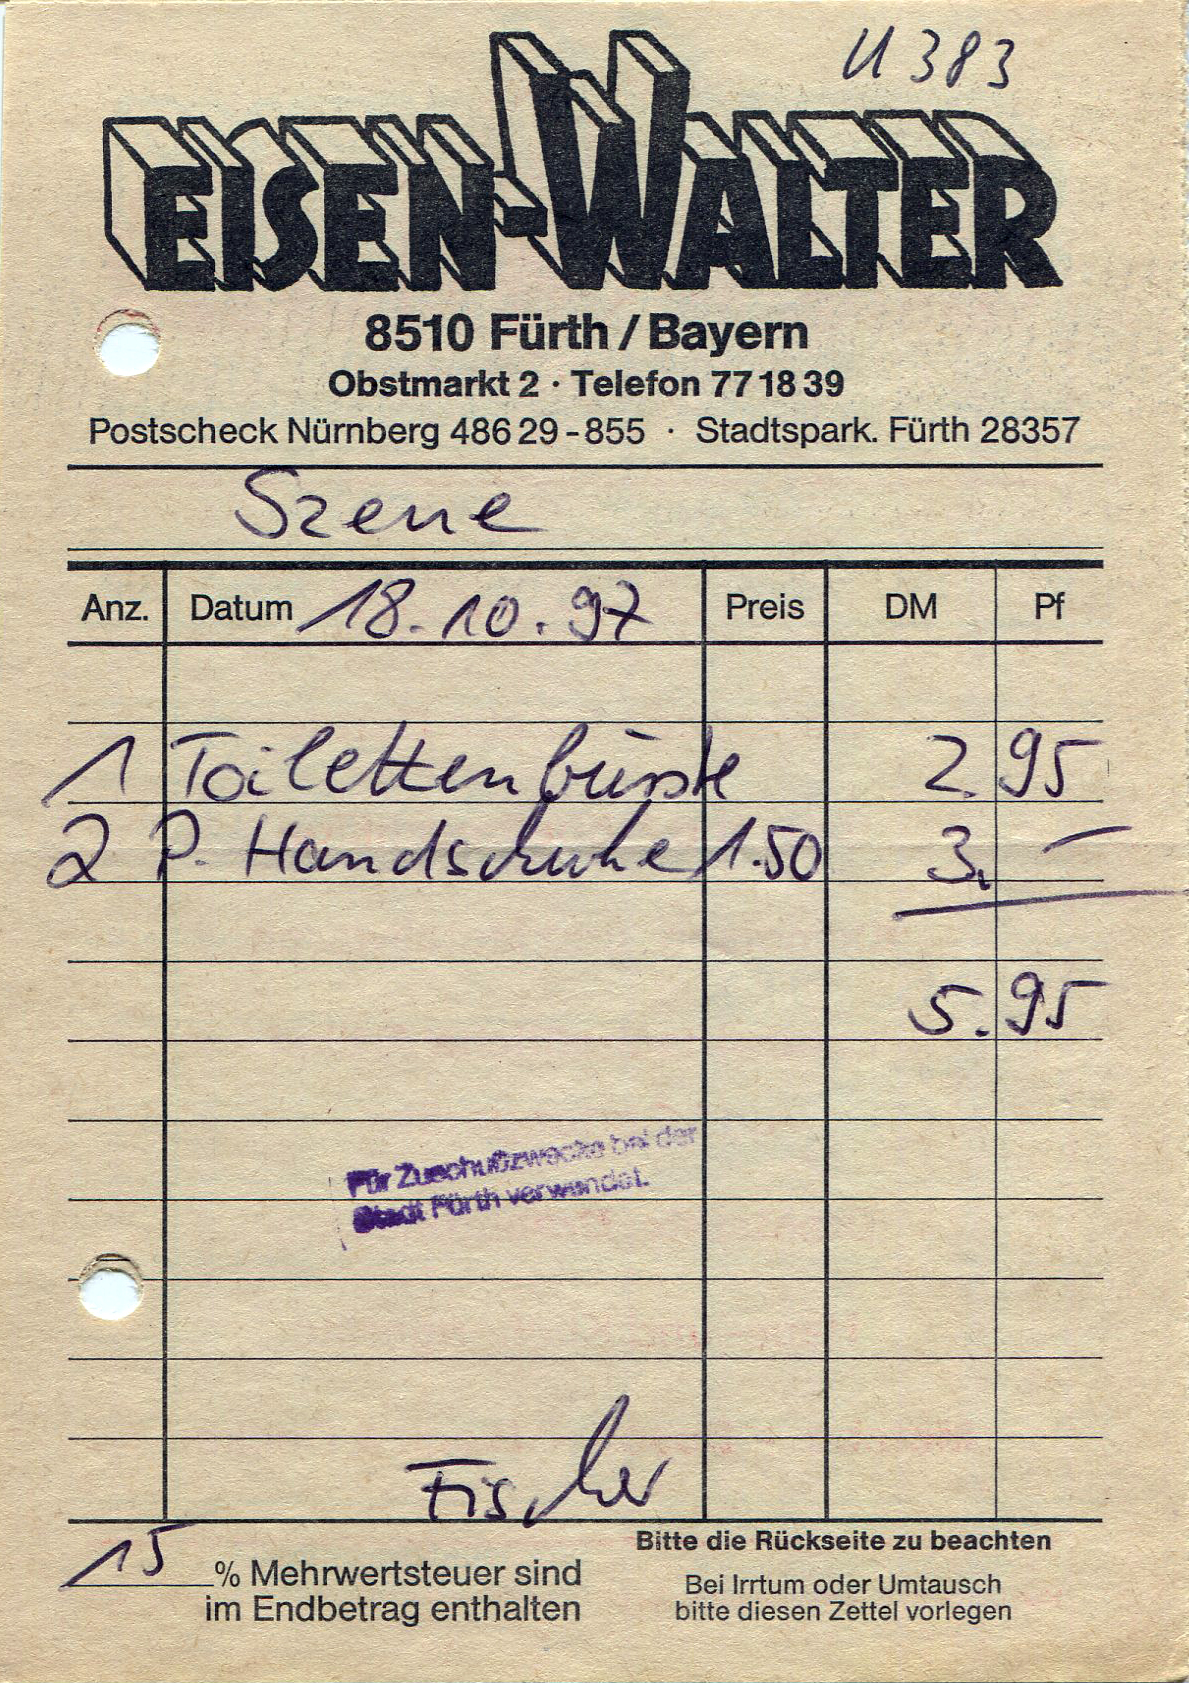 U 383
EISEN-WALTER
8510 Fürth / Bayern
Obstmarkt 2 · Telefon 77 18 39
Postscheck Nürnberg 486 29 - 855 · Stadtspark. Fürth 28357
Szene
Anz. Datum 18.10.97 Preis DM Pf
1 Toilettenbürste 2. 95
2 P. Handschuhe 1.50 3. –
5. 95
Für Zuschußzwecke bei der
Stadt Fürth verwendet.
Fischer
Bitte die Rückseite zu beachten
15 % Mehrwertsteuer sind
im Endbetrag enthalten
Bei Irrtum oder Umtausch
bitte diesen Zettel vorlegen